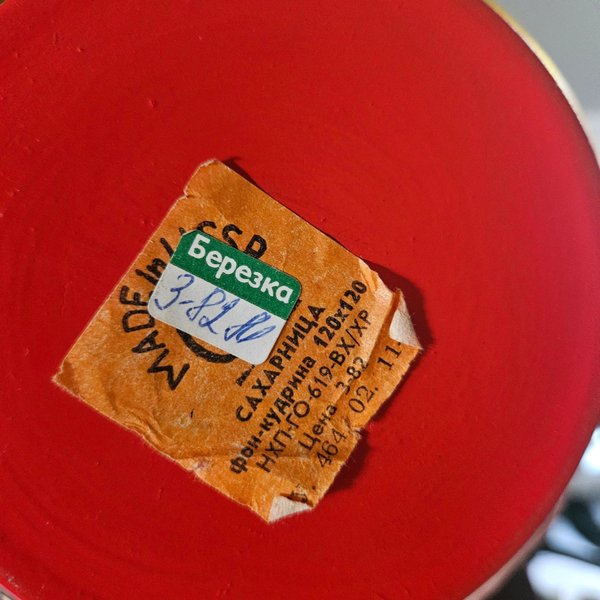 MADE in USSR
Березка
3-82
САХАРНИЦА
фон-кудрина 120х120
НХП-ГО-619-ВХ/ХР
Цена 3-82
464 02. 11